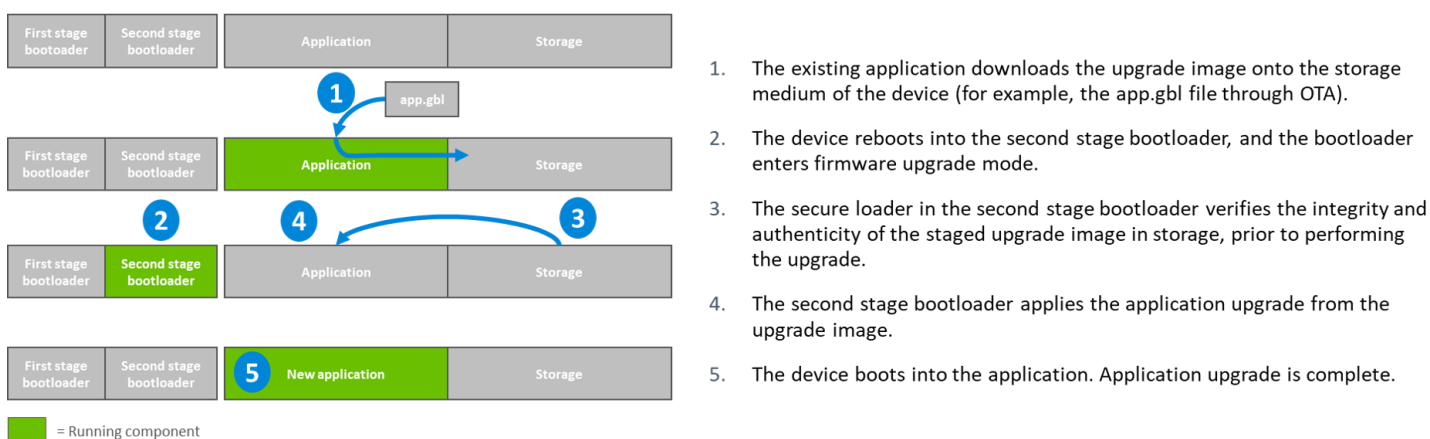 First stage
bootoader
Second stage
bootloader
Application
Storage
1
app.gbl
First stage
bootloader
Second stage
bootloader
Application
Storage
2
4
3
First stage
bootloader
Second stage
bootloader
Application
Storage
First stage
bootloader
Second stage
bootloader
5
New application
Storage
= Running component
1. The existing application downloads the upgrade image onto the storage
medium of the device (for example, the app.gbl file through OTA).
2. The device reboots into the second stage bootloader, and the bootloader
enters firmware upgrade mode.
3. The secure loader in the second stage bootloader verifies the integrity and
authenticity of the staged upgrade image in storage, prior to performing
the upgrade.
4. The second stage bootloader applies the application upgrade from the
upgrade image.
5. The device boots into the application. Application upgrade is complete.